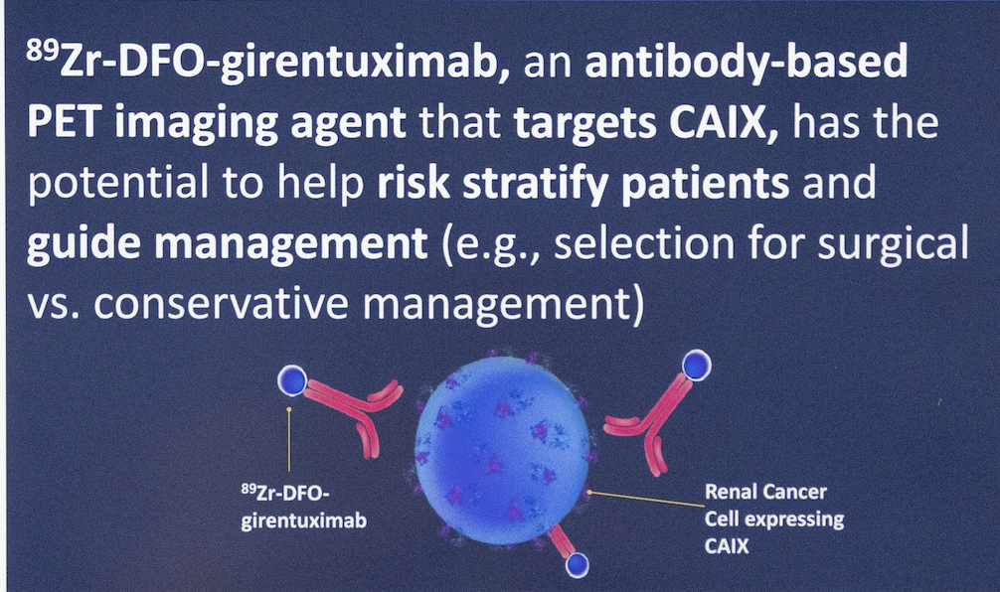 ⁸⁹Zr-DFO-girentuximab, an antibody-based
PET imaging agent that targets CAIX, has the
potential to help risk stratify patients and
guide management (e.g., selection for surgical
vs. conservative management)
⁸⁹Zr-DFO-
girentuximab
Renal Cancer
Cell expressing
CAIX